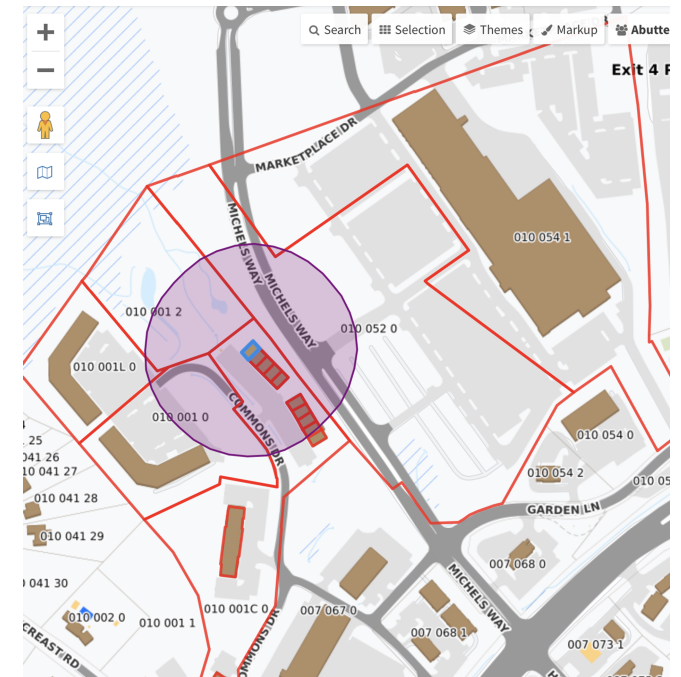 Search
Selection
Themes
Markup
Abutte
Exit 4 R
MARKETPLACE DR
MICHELS WAY
010 054 1
MICHELS WAY
010 001 2
010 052 0
010 001L 0
010 001 0
COMMONS DR
010 054 0
25
041 26
010 041 27
010 054 2
010 05
010 041 28
GARDEN LN
010 041 29
007 068 0
041 30
MICHELS WAY
010 002 0
010 001 1
010 001C 0
007 067 0
007 068 1
007 073 1
CREAST RD
OMMONS DR